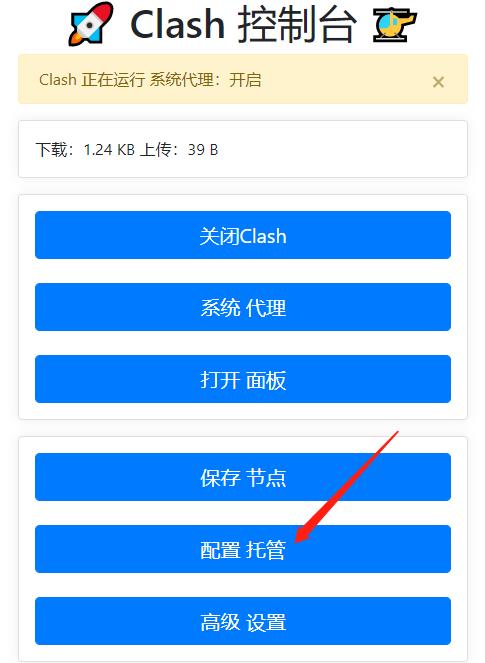 Clash 控制台
Clash 正在运行 系统代理：开启 ×
下载：1.24 KB 上传：39 B
关闭Clash
系统 代理
打开 面板
保存 节点
配置 托管
高级 设置